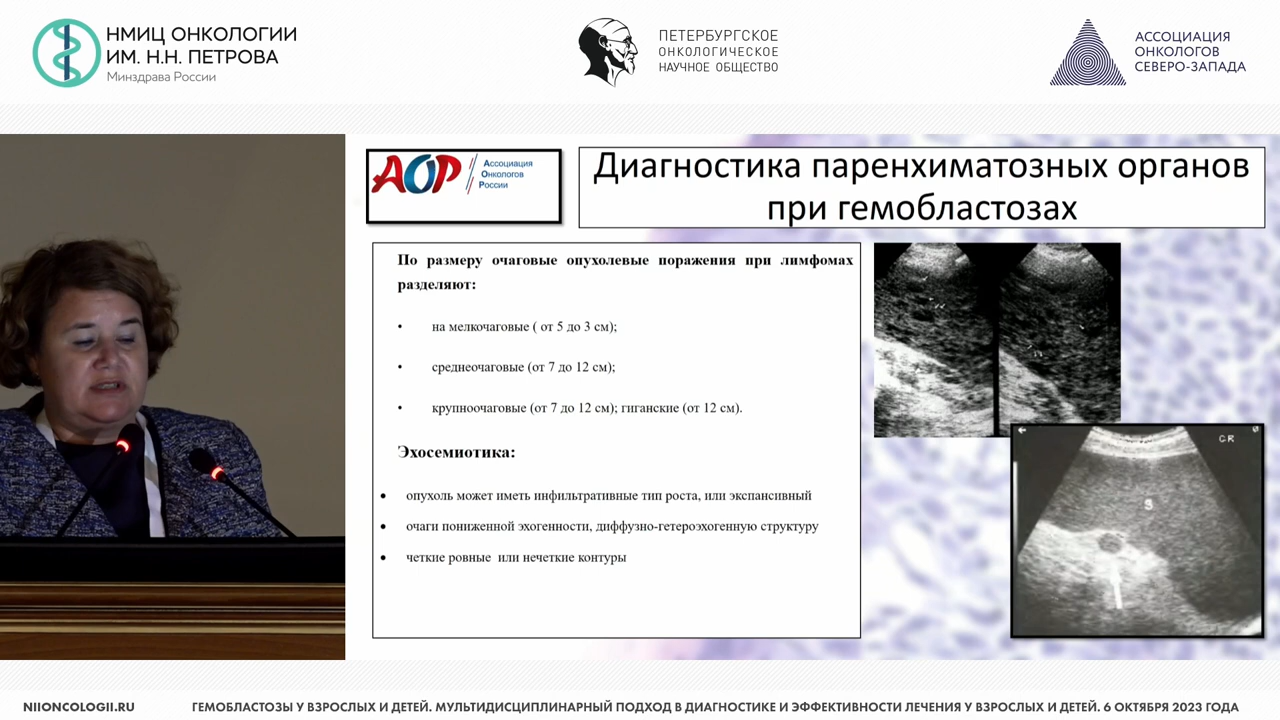 НМИЦ ОНКОЛОГИИ
ИМ. Н.Н. ПЕТРОВА
Минздрава России
ПЕТЕРБУРГСКОЕ
ОНКОЛОГИЧЕСКОЕ
НАУЧНОЕ ОБЩЕСТВО
АССОЦИАЦИЯ
ОНКОЛОГОВ
СЕВЕРО-ЗАПАДА
АОР
Ассоциация
Онкологов
России
Диагностика паренхиматозных органов
при гемобластозах
По размеру очаговые опухолевые поражения при лимфомах
разделяют:
• на мелкоочаговые ( от 5 до 3 см);
• среднеочаговые (от 7 до 12 см);
• крупноочаговые (от 7 до 12 см); гиганские (от 12 см).
Эхосемиотика:
• опухоль может иметь инфильтративные тип роста, или экспансивный
• очаги пониженной эхогенности, диффузно-гетероэхогенную структуру
• четкие ровные или нечеткие контуры
C R
S
NIIONCOLOGII.RU
ГЕМОБЛАСТОЗЫ У ВЗРОСЛЫХ И ДЕТЕЙ. МУЛЬТИДИСЦИПЛИНАРНЫЙ ПОДХОД В ДИАГНОСТИКЕ И ЭФФЕКТИВНОСТИ ЛЕЧЕНИЯ У ВЗРОСЛЫХ И ДЕТЕЙ. 6 ОКТЯБРЯ 2023 ГОДА